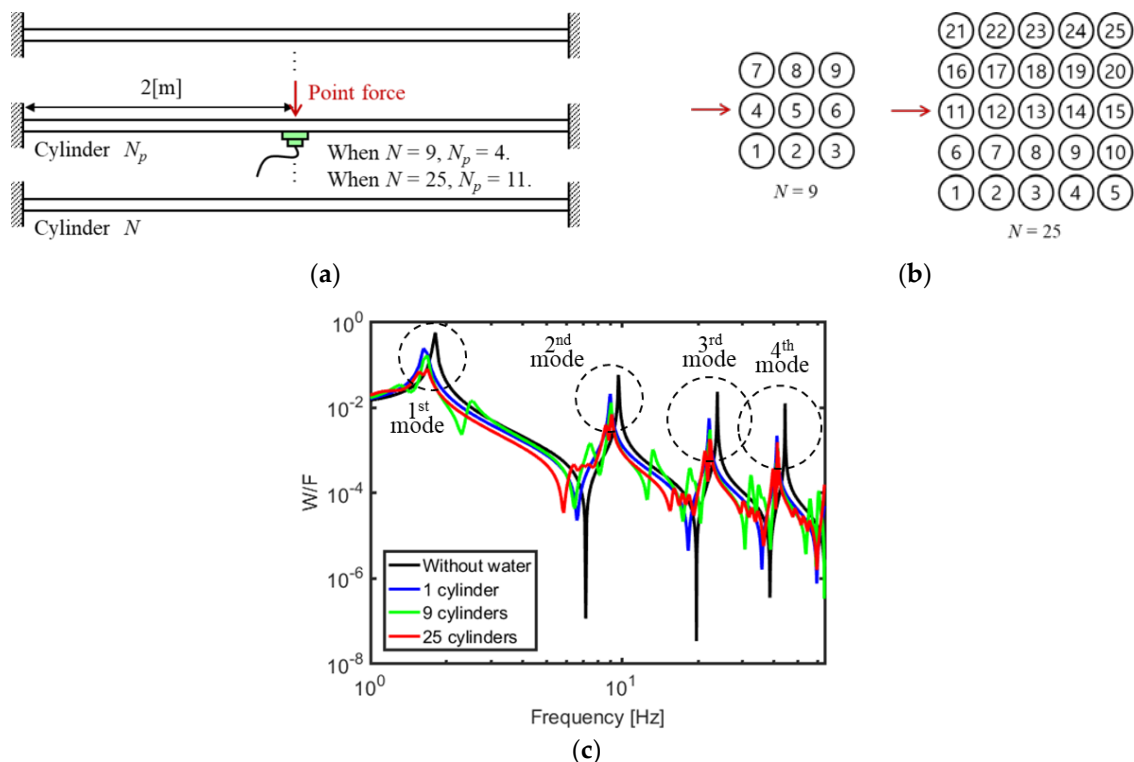 2[m]
Point force
Cylinder Np
When N = 9, Np = 4.
When N = 25, Np = 11.
Cylinder N
(a)
7 8 9
4 5 6
1 2 3
N = 9
21 22 23 24 25
16 17 18 19 20
11 12 13 14 15
6 7 8 9 10
1 2 3 4 5
N = 25
(b)
W/F
10^0
10^-2
10^-4
10^-6
10^-8
1st
mode
2nd
mode
3rd
mode
4th
mode
Without water
1 cylinder
9 cylinders
25 cylinders
10^0 10^1
Frequency [Hz]
(c)